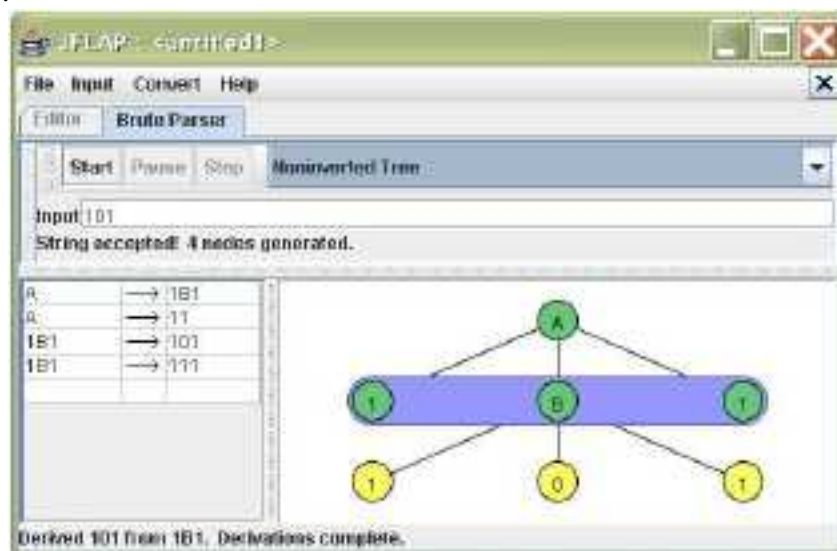 JFLAP : <untitled1>
File Input Convert Help
Editor Brute Parser
Start Pause Stop Noninverted Tree
Input 101
String accepted! 4 nodes generated.
A → 1B1
A → 11
1B1 → 101
1B1 → 111
A
1 B 1
1 0 1
Derived 101 from 1B1. Derivations complete.